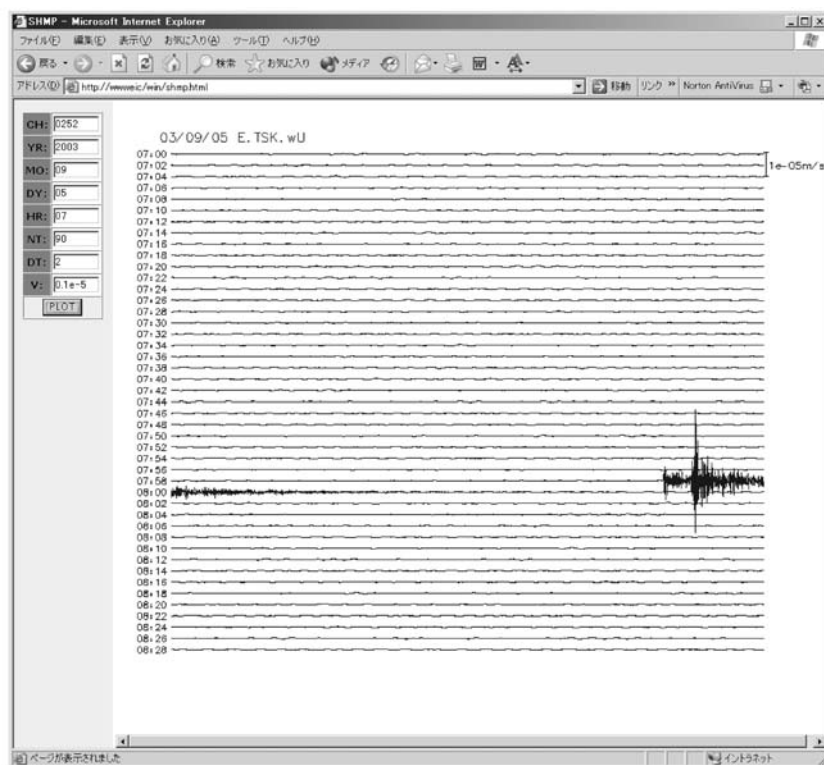 SHMP - Microsoft Internet Explorer
ファイル(F) 編集(E) 表示(V) お気に入り(A) ツール(T) ヘルプ(H)
戻る 検索 お気に入り メディア
アドレス(D) http://wwweic/win/shmp.html 移動 リンク » Norton AntiVirus
CH: 0252
YR: 2003
MO: 09
DY: 05
HR: 07
NT: 90
DT: 2
V: 0.1e-5
PLOT
03/09/05 E.TSK.wU
1e-05m/s
07:00
07:02
07:04
07:06
07:08
07:10
07:12
07:14
07:16
07:18
07:20
07:22
07:24
07:26
07:28
07:30
07:32
07:34
07:36
07:38
07:40
07:42
07:44
07:46
07:48
07:50
07:52
07:54
07:56
07:58
08:00
08:02
08:04
08:06
08:08
08:10
08:12
08:14
08:16
08:18
08:20
08:22
08:24
08:26
08:28
ページが表示されました イントラネット